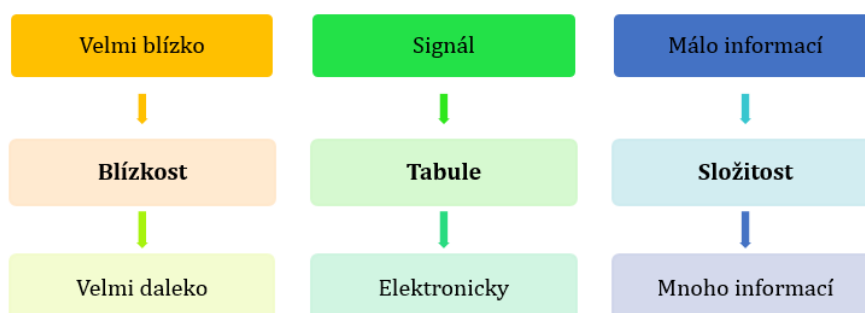 Velmi blízko
Signál
Málo informací
Blízkost
Tabule
Složitost
Velmi daleko
Elektronicky
Mnoho informací